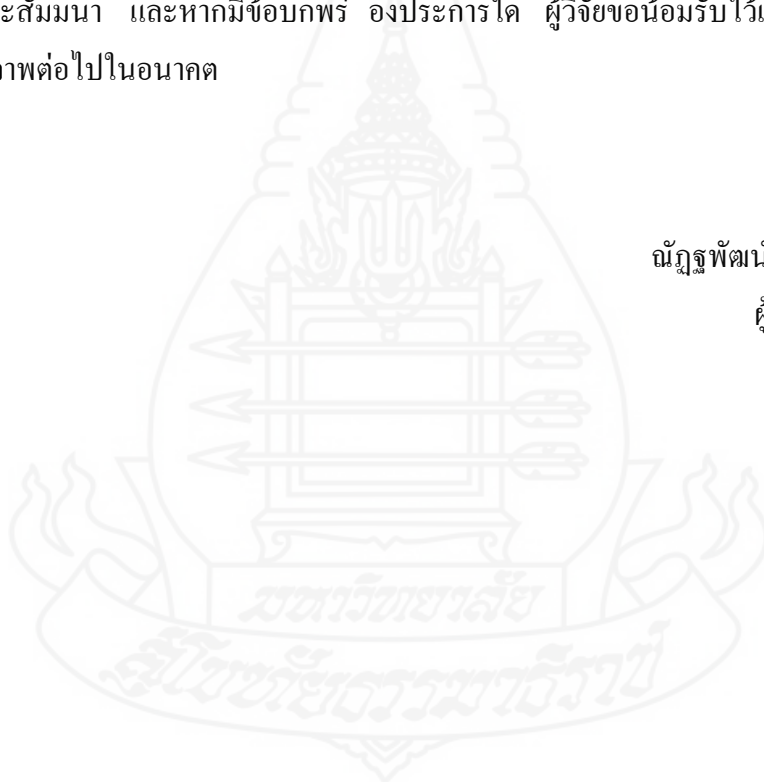 ะสัมมนา และหากมีข้อบกพร่ องประการใด ผู้วิจัยขอน้อมรับไว้เ
าพต่อไปในอนาคต
ณัฏฐพัฒน์
ผู้
มหาวิทยาลัย
สุโขทัยธรรมาธิราช